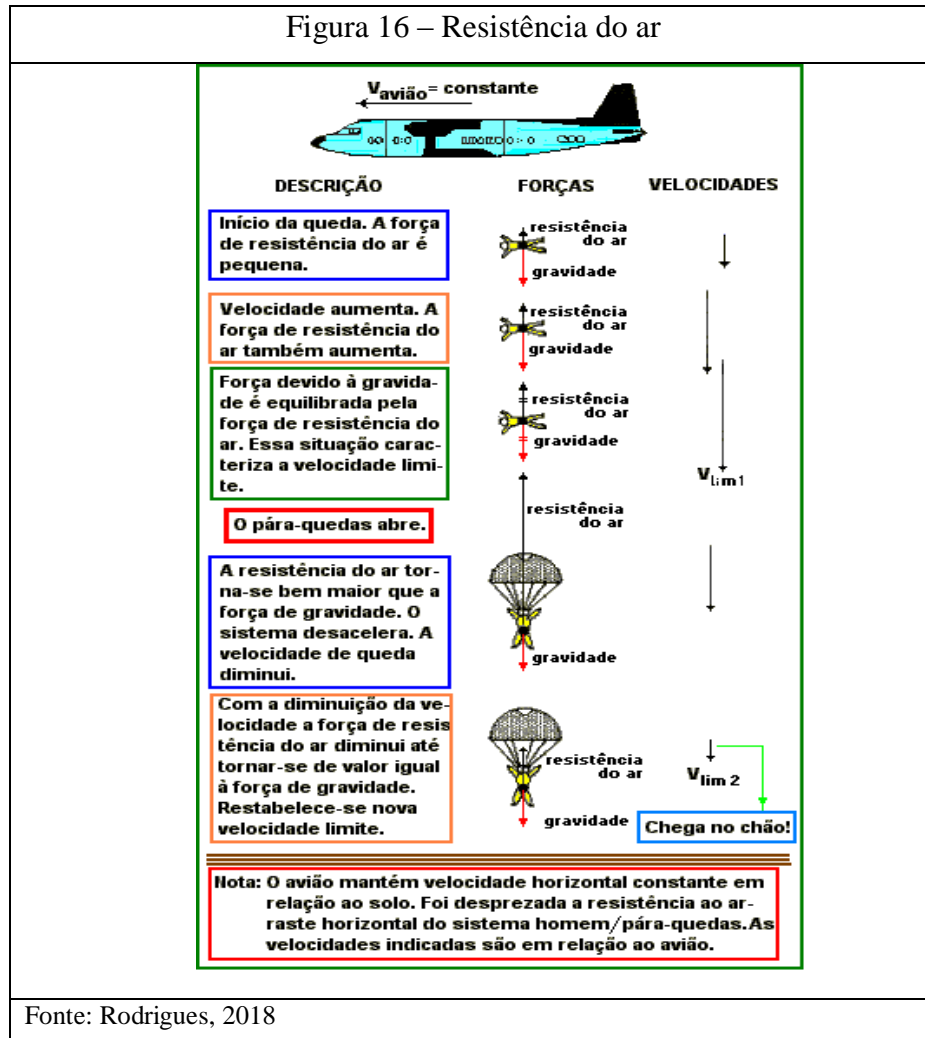 Figura 16 – Resistência do ar
Vavião= constante
DESCRIÇÃO
FORÇAS
VELOCIDADES
Início da queda. A força
de resistência do ar é
pequena.
resistência
do ar
gravidade
Velocidade aumenta. A
força de resistência do
ar também aumenta.
resistência
do ar
gravidade
Força devido à gravida-
de é equilibrada pela
força de resistência do
ar. Essa situação carac-
teriza a velocidade limi-
te.
resistência
do ar
gravidade
Vlim1
O pára-quedas abre.
resistência
do ar
A resistência do ar tor-
na-se bem maior que a
força de gravidade. O
sistema desacelera. A
velocidade de queda
diminui.
gravidade
Com a diminuição da ve-
locidade a força de resis
tência do ar diminui até
tornar-se de valor igual
à força de gravidade.
Restabelece-se nova
velocidade limite.
resistência
do ar
gravidade
Vlim 2
Chega no chão!
Nota: O avião mantém velocidade horizontal constante em
relação ao solo. Foi desprezada a resistência ao ar-
raste horizontal do sistema homem/pára-quedas.As
velocidades indicadas são em relação ao avião.
Fonte: Rodrigues, 2018